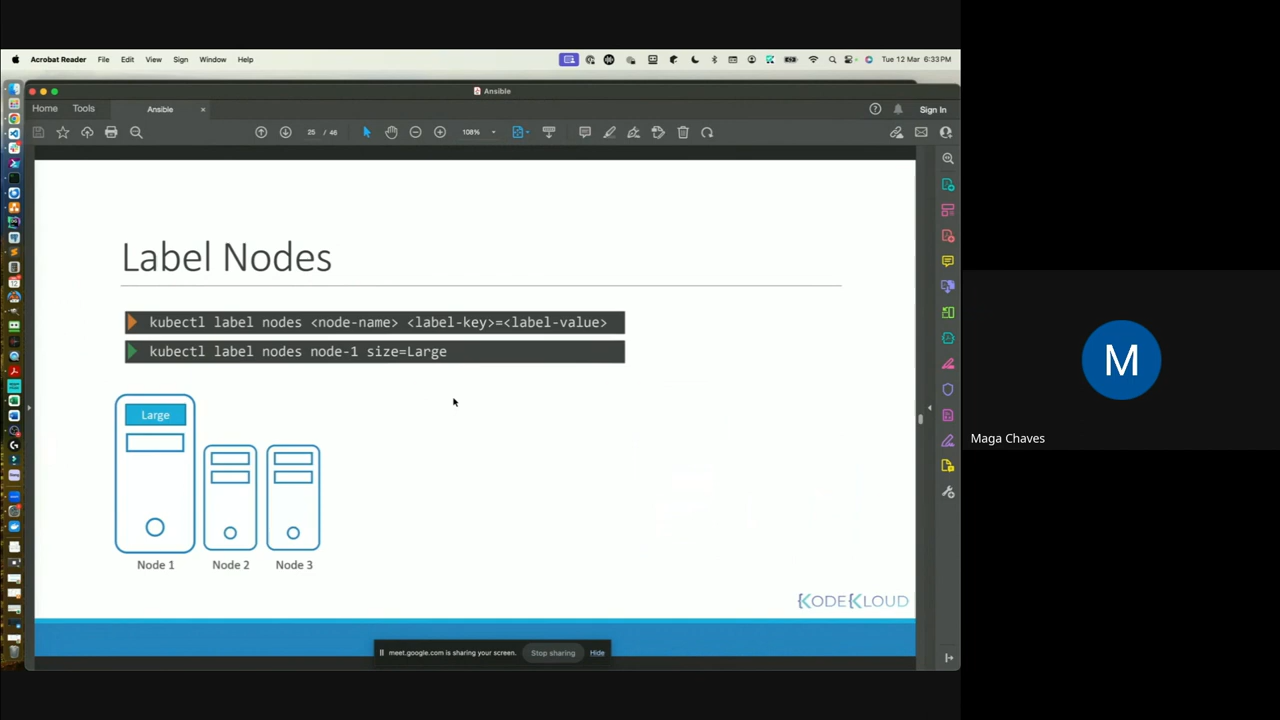 Acrobat Reader File Edit View Sign Window Help Tue 12 Mar 6:33 PM
Ansible
Home Tools Ansible × Sign In
25 / 46 108%
Label Nodes
kubectl label nodes <node-name> <label-key>=<label-value>
kubectl label nodes node-1 size=Large
Large
Node 1 Node 2 Node 3
KODEKLOUD
meet.google.com is sharing your screen. Stop sharing Hide
M
Maga Chaves